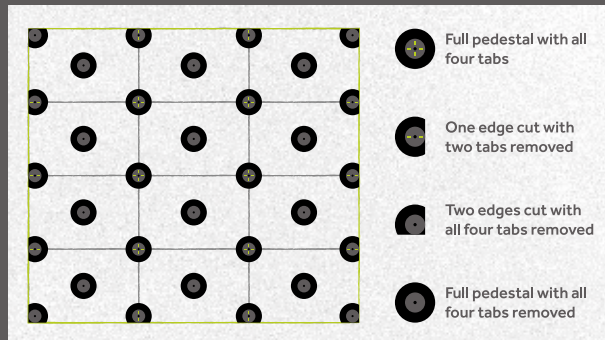 Full pedestal with all
four tabs
One edge cut with
two tabs removed
Two edges cut with
all four tabs removed
Full pedestal with all
four tabs removed